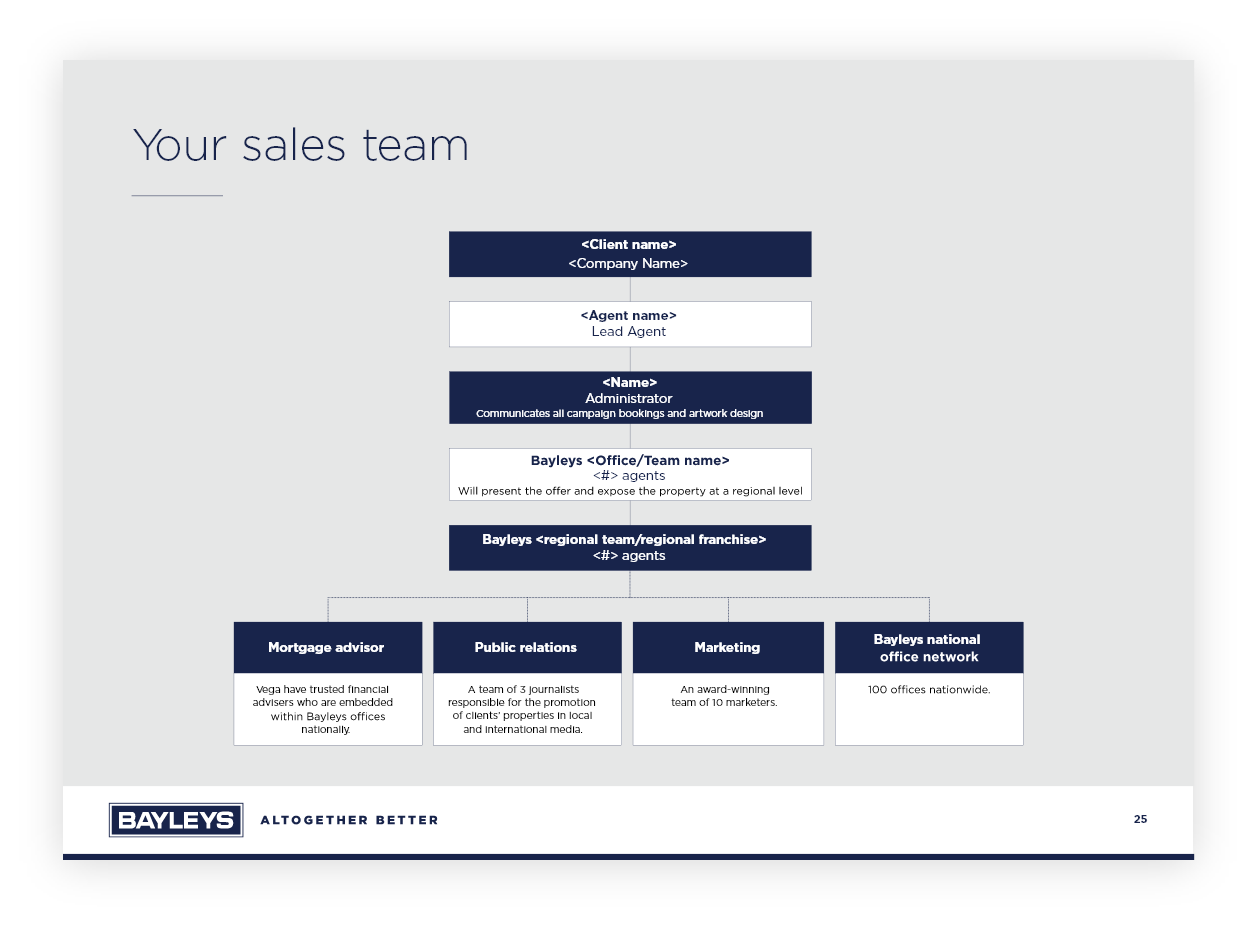 Your sales team
<Client name>
<Company Name>
<Agent name>
Lead Agent
<Name>
Administrator
Communicates all campaign bookings and artwork design
Bayleys <Office/Team name>
<#> agents
Will present the offer and expose the property at a regional level
Bayleys <regional team/regional franchise>
<#> agents
Mortgage advisor
Vega have trusted financial
advisers who are embedded
within Bayleys offices
nationally.
Public relations
A team of 3 journalists
responsible for the promotion
of clients' properties in local
and international media.
Marketing
An award-winning
team of 10 marketers.
Bayleys national
office network
100 offices nationwide.
BAYLEYS
ALTOGETHER BETTER
25